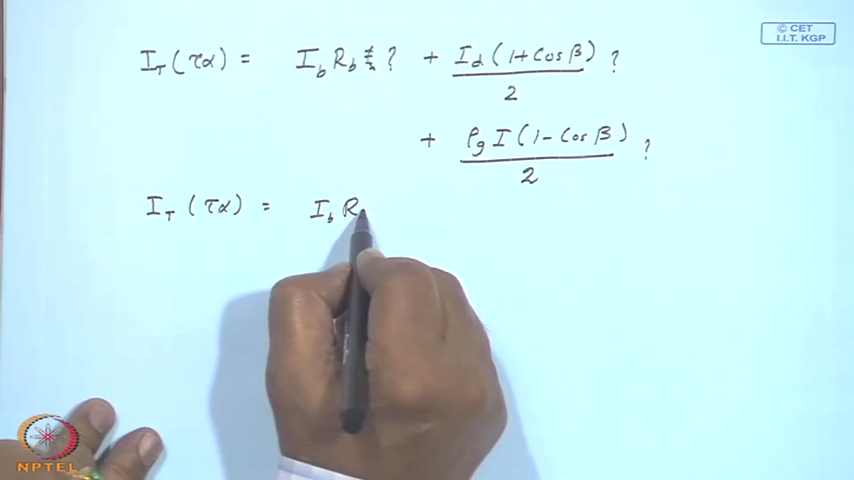 © CET
I.I.T. KGP
I_T (τα) = I_b R_b ? + I_d (1+Cos β) / 2 ?
+ ρ_g I (1-Cos β) / 2 ?
I_T (τα) = I_b R
NPTEL